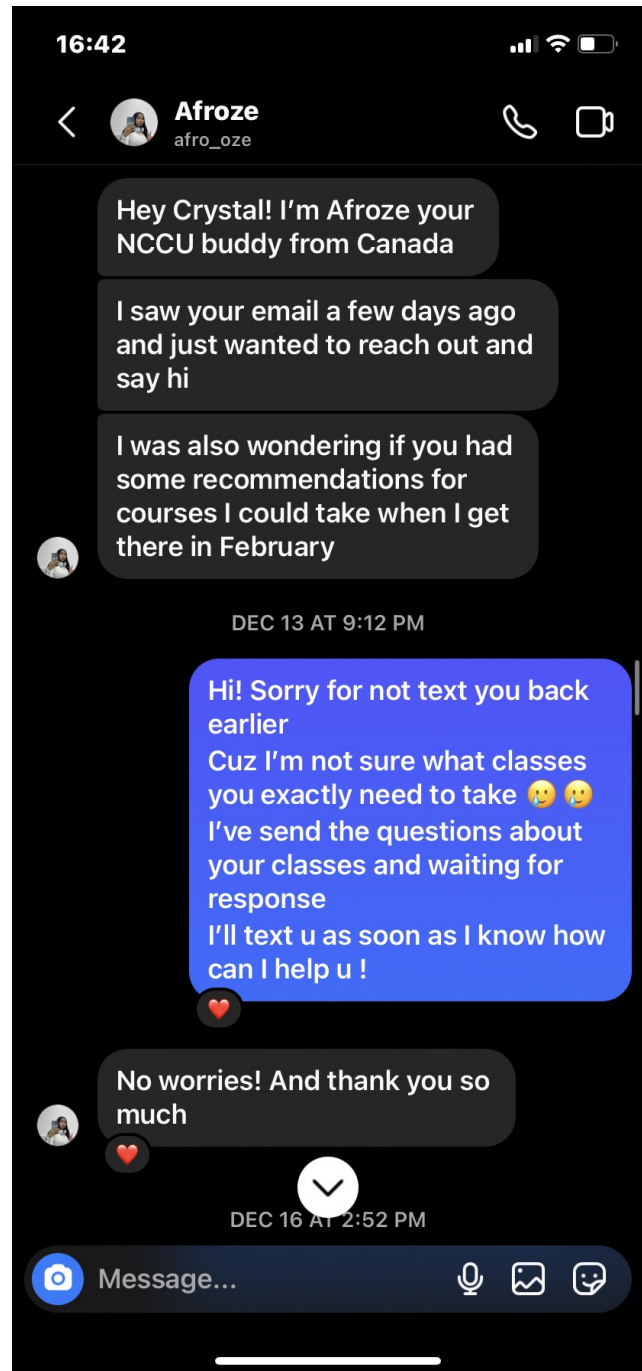 16:42
Afroze
afro_oze
Hey Crystal! I’m Afroze your
NCCU buddy from Canada
I saw your email a few days ago
and just wanted to reach out and
say hi
I was also wondering if you had
some recommendations for
courses I could take when I get
there in February
DEC 13 AT 9:12 PM
Hi! Sorry for not text you back
earlier
Cuz I’m not sure what classes
you exactly need to take 🥲 🥲
I’ve send the questions about
your classes and waiting for
response
I’ll text u as soon as I know how
can I help u !
No worries! And thank you so
much
DEC 16 AT 2:52 PM
Message...